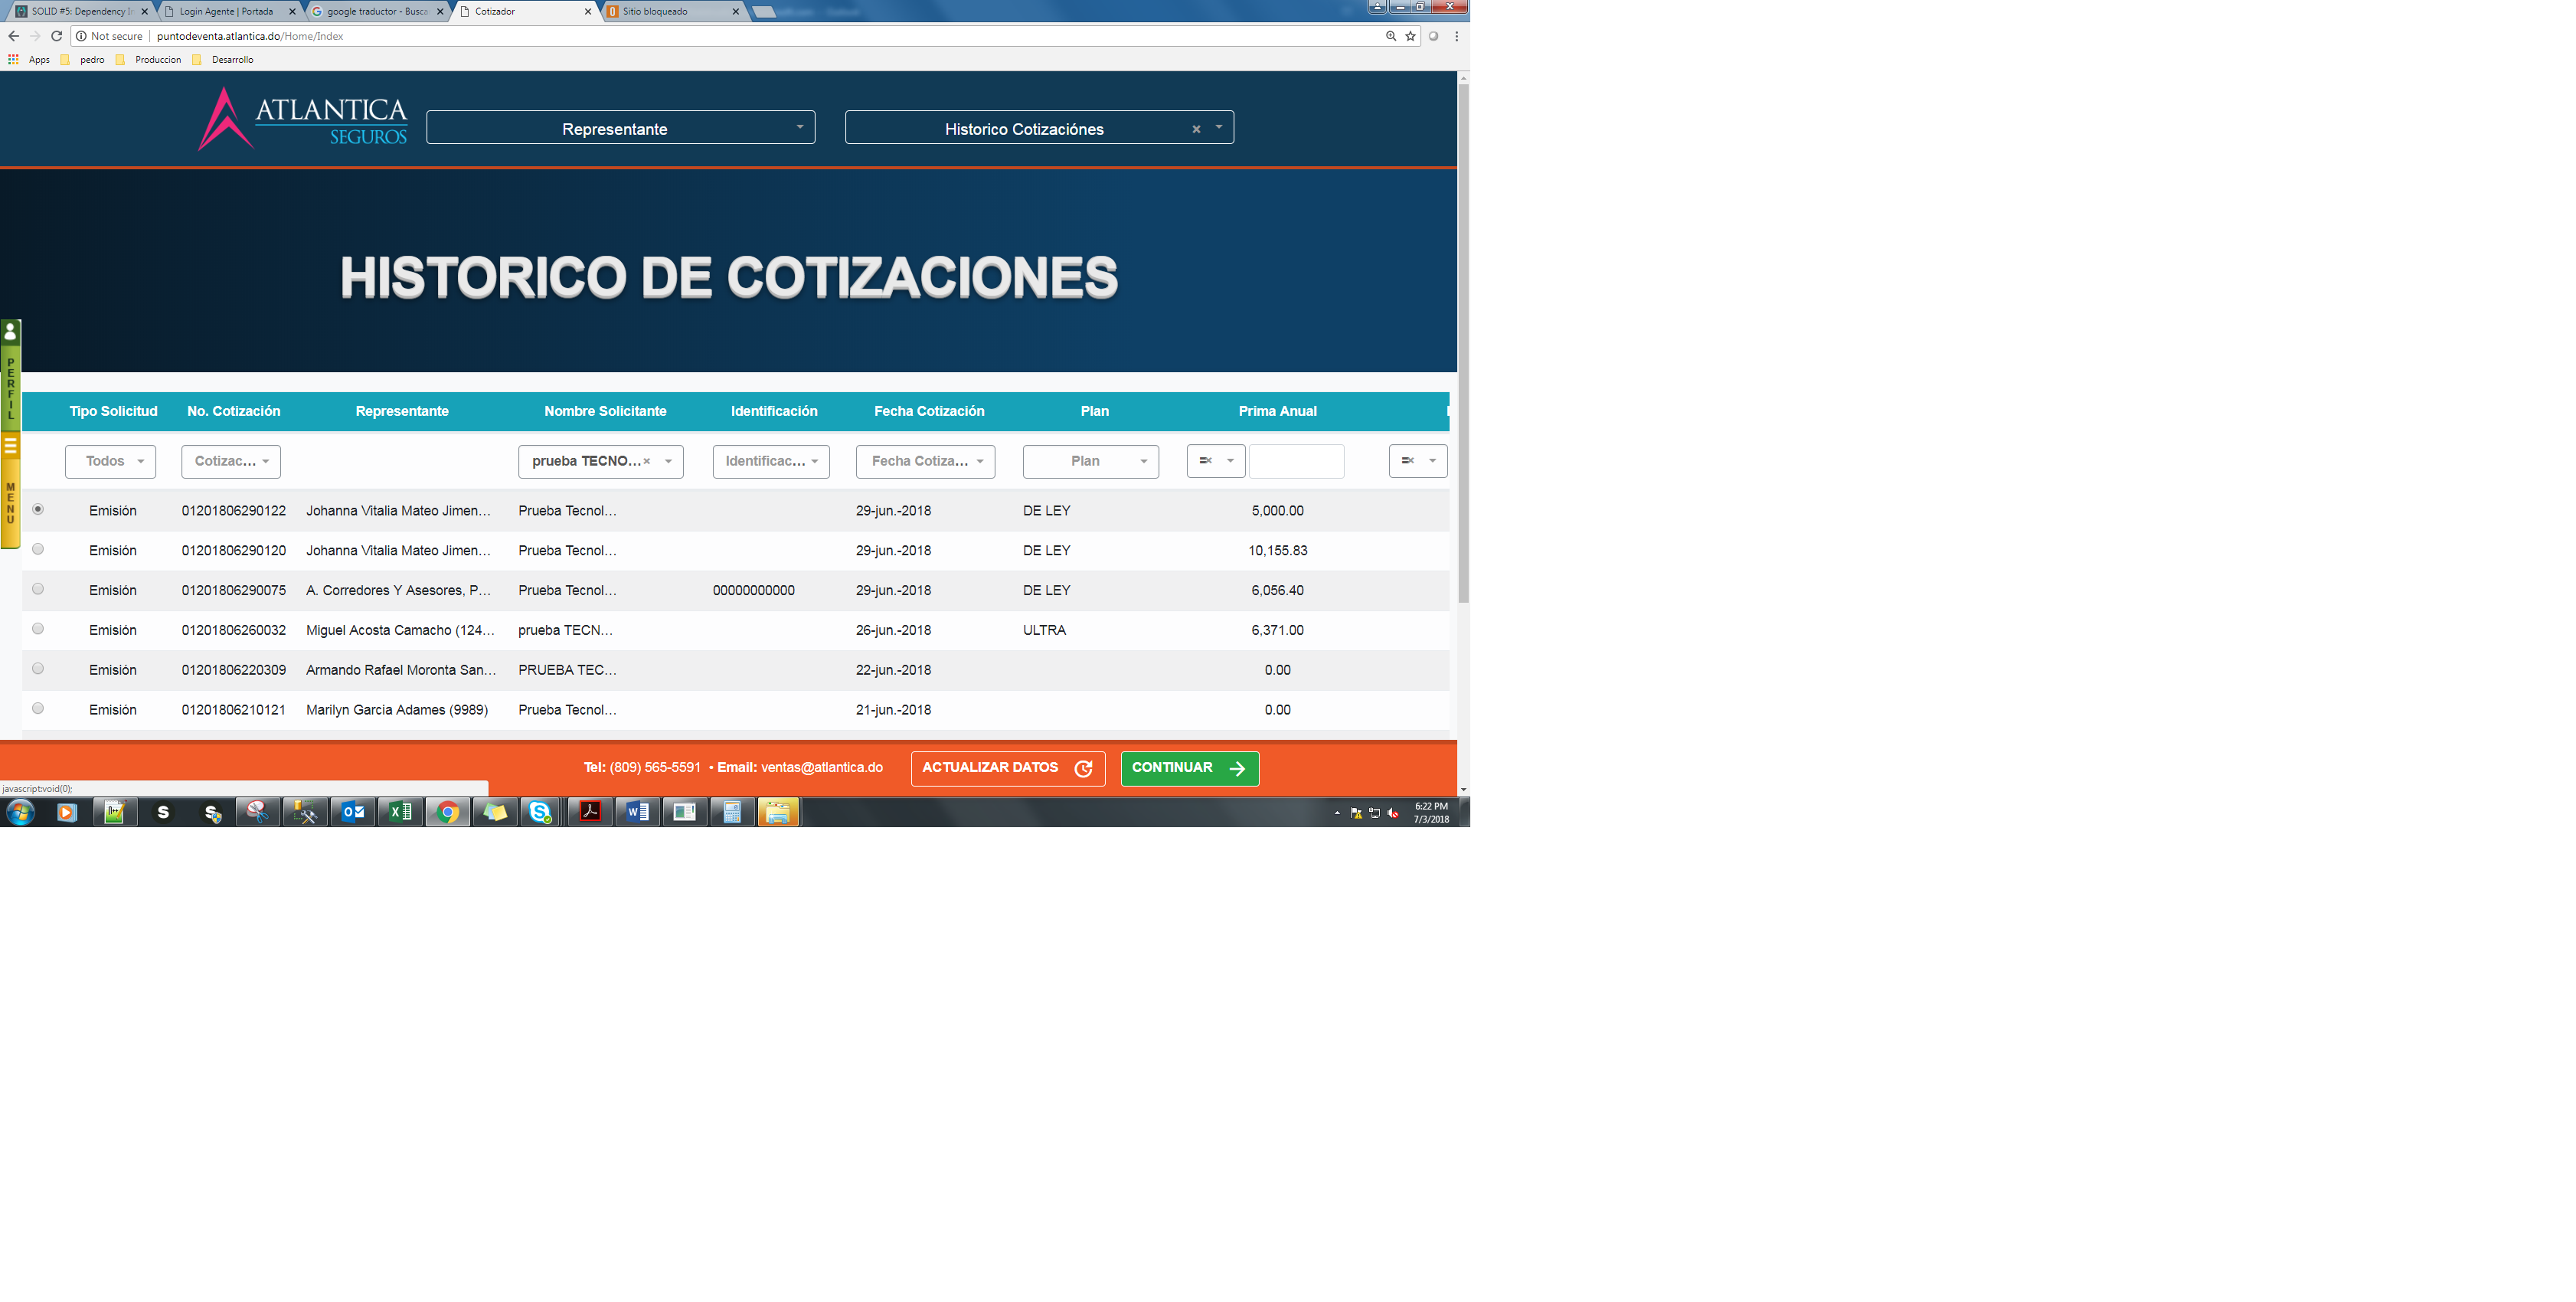 SOLID #5: Dependency In
Login Agente | Portada
google traductor - Busca
Cotizador
Sitio bloqueado
Not secure
puntodeventa.atlantica.do/Home/Index
Apps pedro Produccion Desarrollo
ATLANTICA
SEGUROS
Representante
Historico Cotizaciónes
HISTORICO DE COTIZACIONES
PERFIL
MENU
Tipo Solicitud No. Cotización Representante Nombre Solicitante Identificación Fecha Cotización Plan Prima Anual
Todos Cotizac... prueba TECNO... Identificac... Fecha Cotiza... Plan = =
Emisión 01201806290122 Johanna Vitalia Mateo Jimen... Prueba Tecnol... 29-jun.-2018 DE LEY 5,000.00
Emisión 01201806290120 Johanna Vitalia Mateo Jimen... Prueba Tecnol... 29-jun.-2018 DE LEY 10,155.83
Emisión 01201806290075 A. Corredores Y Asesores, P... Prueba Tecnol... 00000000000 29-jun.-2018 DE LEY 6,056.40
Emisión 01201806260032 Miguel Acosta Camacho (124... prueba TECN... 26-jun.-2018 ULTRA 6,371.00
Emisión 01201806220309 Armando Rafael Moronta San... PRUEBA TEC... 22-jun.-2018 0.00
Emisión 01201806210121 Marilyn Garcia Adames (9989) Prueba Tecnol... 21-jun.-2018 0.00
Tel: (809) 565-5591 • Email: ventas@atlantica.do
ACTUALIZAR DATOS
CONTINUAR
javascript:void(0);
6:22 PM
7/3/2018